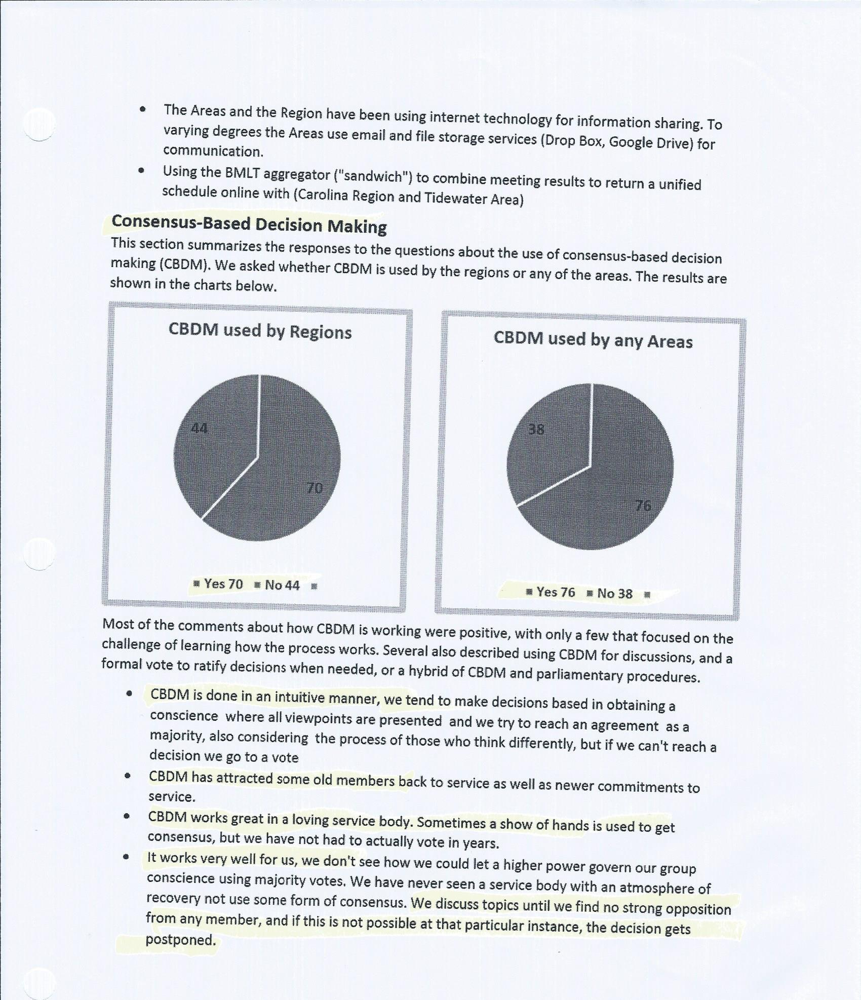 • The Areas and the Region have been using internet technology for information sharing. To
varying degrees the Areas use email and file storage services (Drop Box, Google Drive) for
communication.
• Using the BMLT aggregator ("sandwich") to combine meeting results to return a unified
schedule online with (Carolina Region and Tidewater Area)
Consensus-Based Decision Making
This section summarizes the responses to the questions about the use of consensus-based decision
making (CBDM). We asked whether CBDM is used by the regions or any of the areas. The results are
shown in the charts below.
CBDM used by Regions
44
70
Yes 70 No 44
CBDM used by any Areas
38
76
Yes 76 No 38
Most of the comments about how CBDM is working were positive, with only a few that focused on the
challenge of learning how the process works. Several also described using CBDM for discussions, and a
formal vote to ratify decisions when needed, or a hybrid of CBDM and parliamentary procedures.
• CBDM is done in an intuitive manner, we tend to make decisions based in obtaining a
conscience where all viewpoints are presented and we try to reach an agreement as a
majority, also considering the process of those who think differently, but if we can't reach a
decision we go to a vote
• CBDM has attracted some old members back to service as well as newer commitments to
service.
• CBDM works great in a loving service body. Sometimes a show of hands is used to get
consensus, but we have not had to actually vote in years.
• It works very well for us, we don't see how we could let a higher power govern our group
conscience using majority votes. We have never seen a service body with an atmosphere of
recovery not use some form of consensus. We discuss topics until we find no strong opposition
from any member, and if this is not possible at that particular instance, the decision gets
postponed.